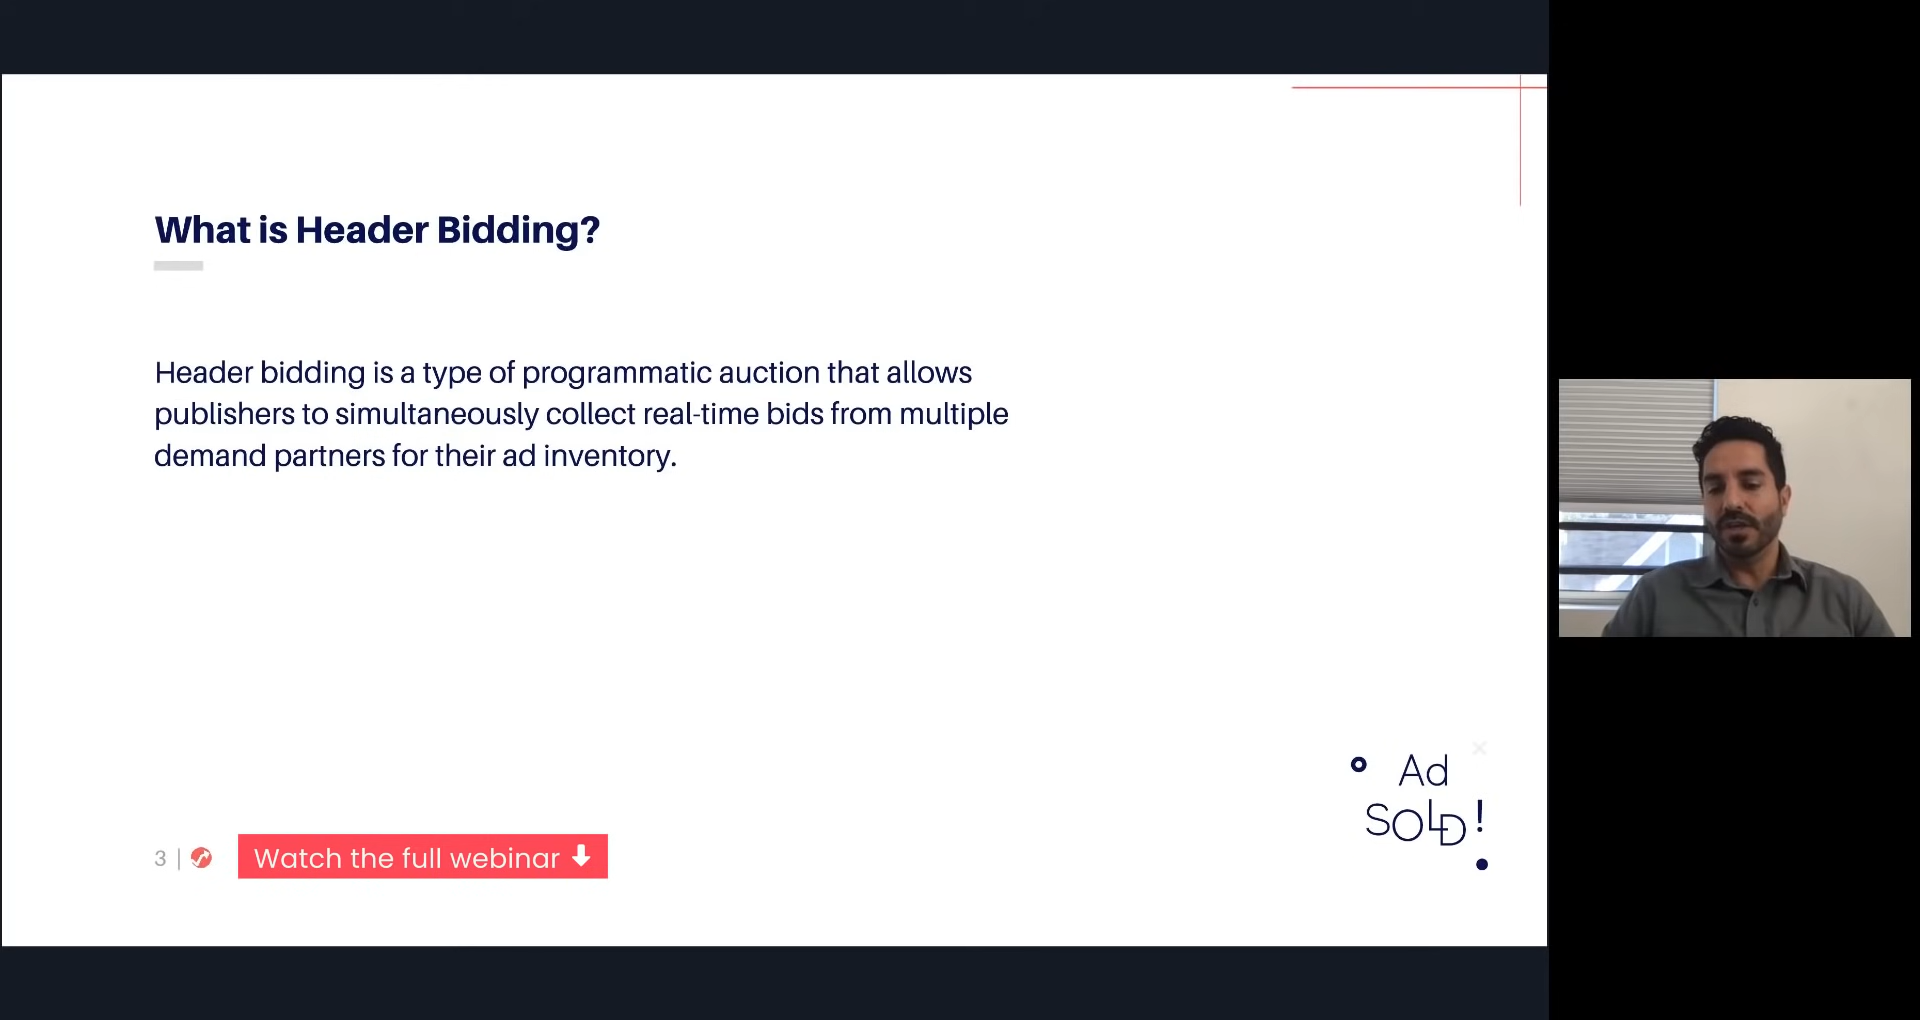 What is Header Bidding?
Header bidding is a type of programmatic auction that allows
publishers to simultaneously collect real-time bids from multiple
demand partners for their ad inventory.
Ad
SOLD!
3 |
Watch the full webinar